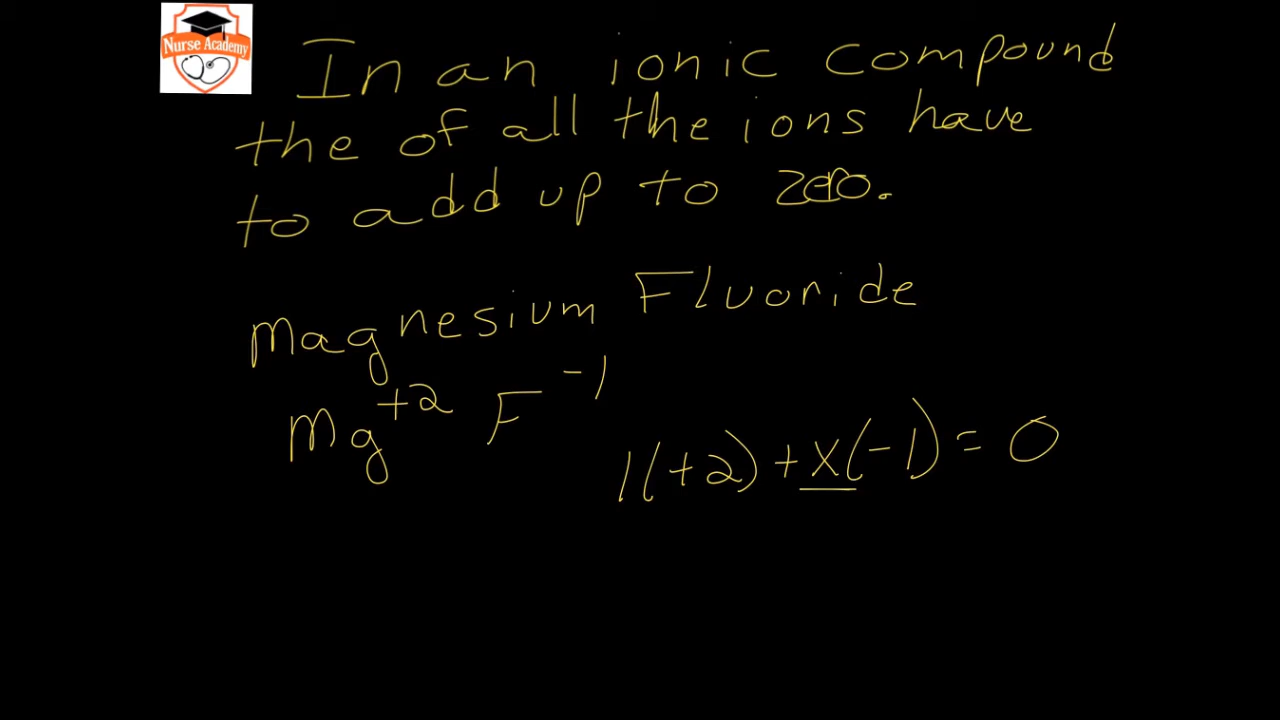 Nurse Academy
In an ionic compound
the of all the ions have
to add up to zero.
Magnesium Fluoride
Mg⁺² F⁻¹
1(+2) + X(-1) = 0